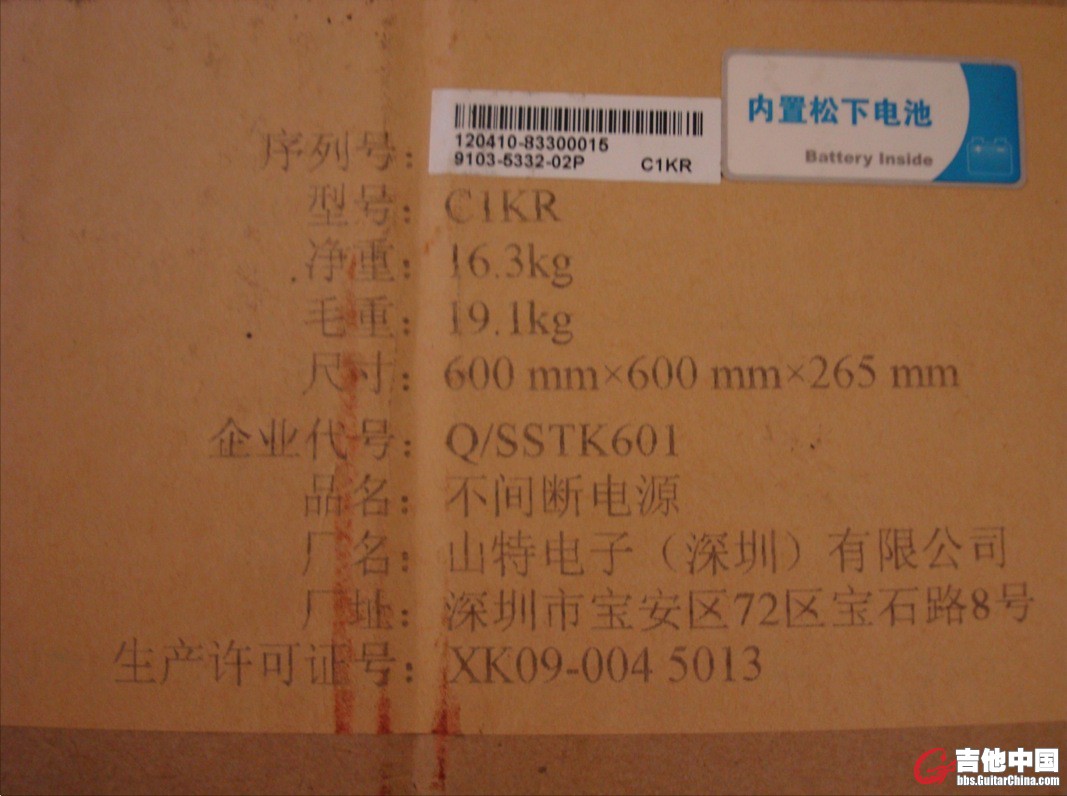 120410-83300015
9103-5332-02P C1KR
内置松下电池
Battery Inside
序列号：
型号：C1KR
净重：16.3kg
毛重：19.1kg
尺寸：600 mm×600 mm×265 mm
企业代号：Q/SSTK601
品名：不间断电源
厂名：山特电子（深圳）有限公司
厂址：深圳市宝安区72区宝石路8号
生产许可证号：XK09-004 5013
吉他中国
bbs.GuitarChina.com